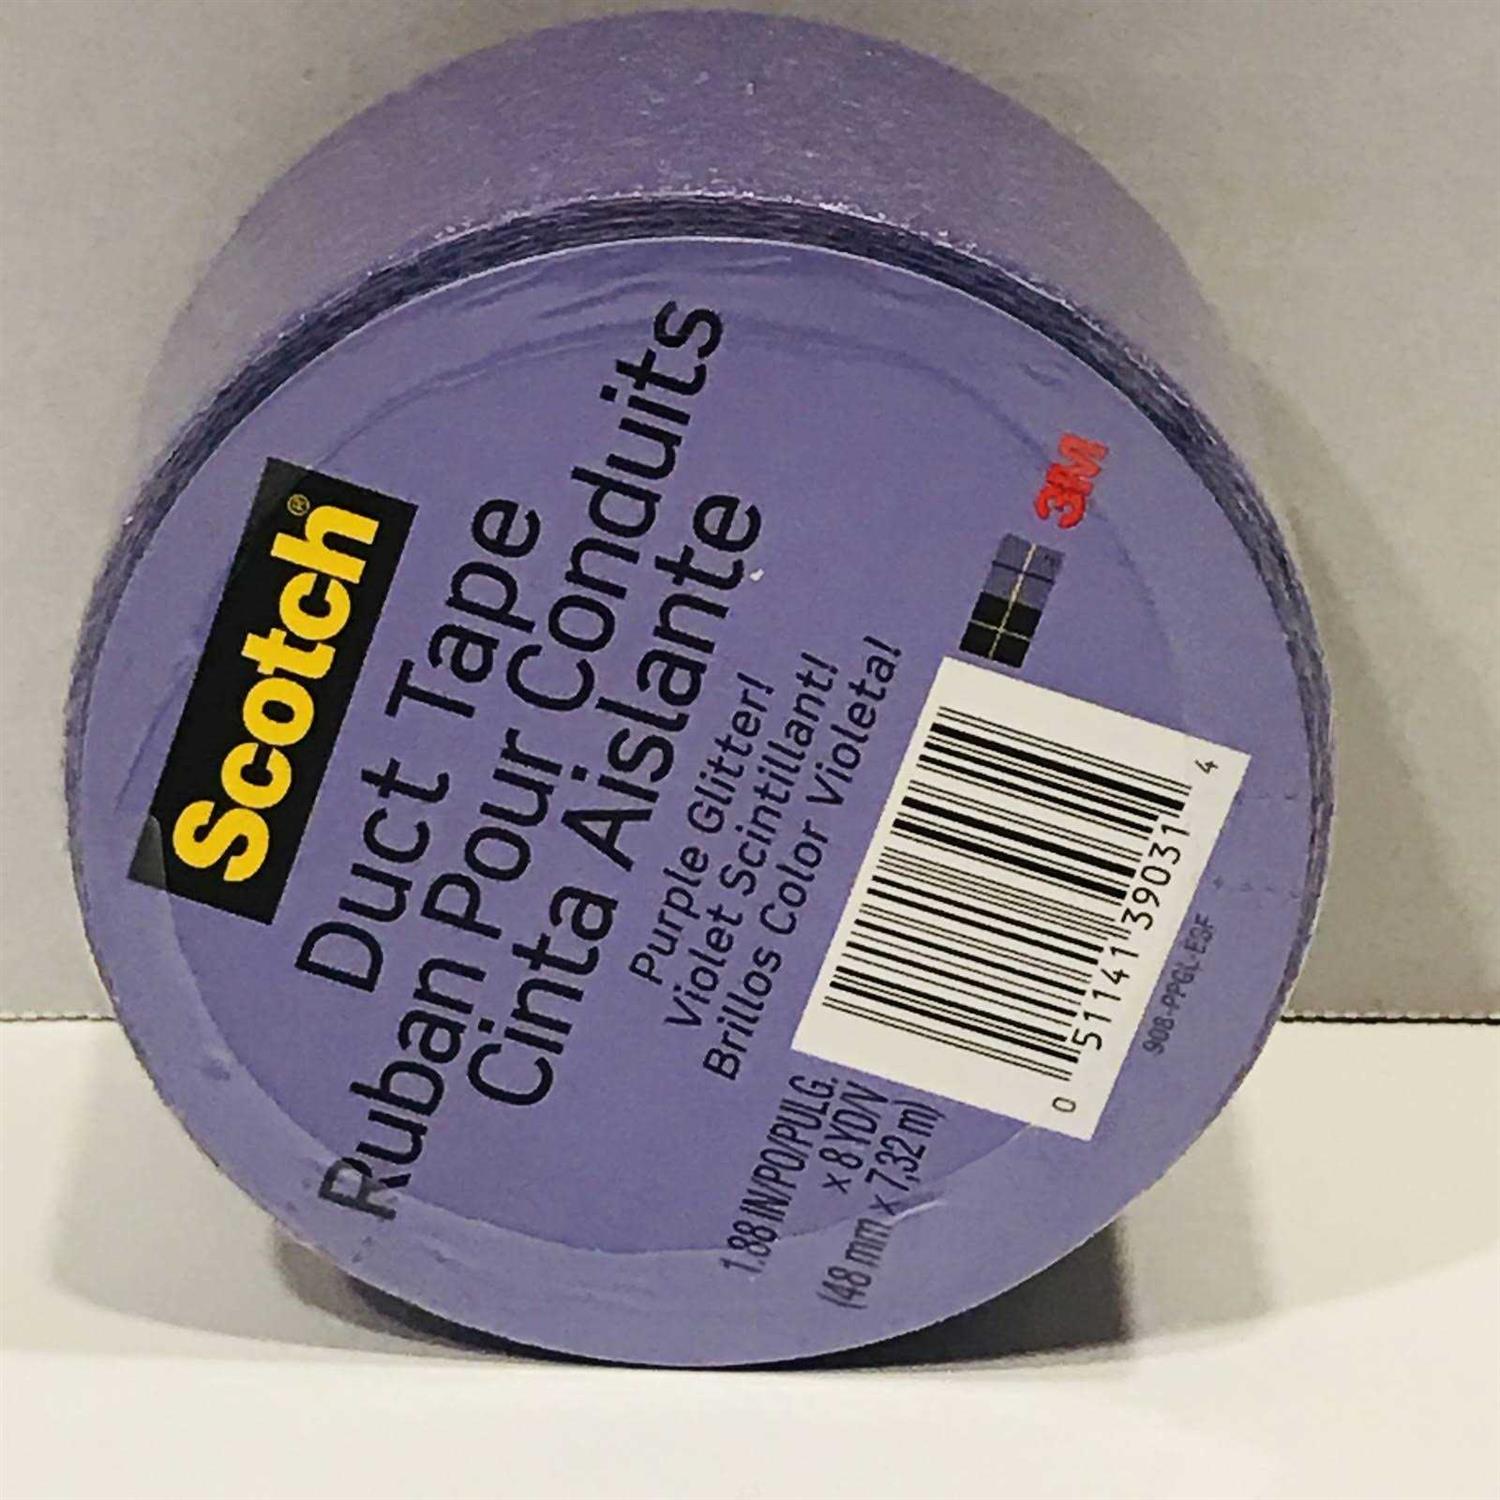 Scotch®
Duct Tape
Ruban Pour Conduits
Cinta Aislante
Purple Glitter!
Violet Scintillant!
Brillos Color Violeta!
3M
1.88 IN/PO/PULG.
x 8 YD/V
(48 mm x 7,32 m)
0 51141 39031 4
908-PPGL-ESF